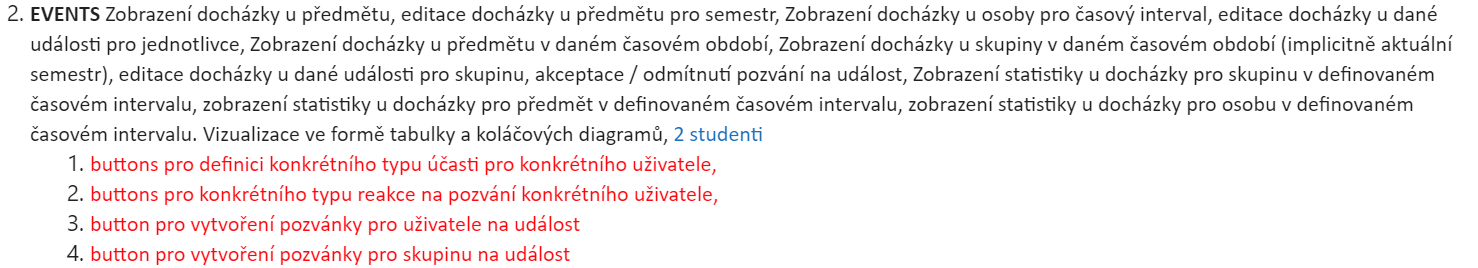 2. EVENTS Zobrazení docházky u předmětu, editace docházky u předmětu pro semestr, Zobrazení docházky u osoby pro časový interval, editace docházky u dané
události pro jednotlivce, Zobrazení docházky u předmětu v daném časovém období, Zobrazení docházky u skupiny v daném časovém období (implicitně aktuální
semestr), editace docházky u dané události pro skupinu, akceptace / odmítnutí pozvání na událost, Zobrazení statistiky u docházky pro skupinu v definovaném
časovém intervalu, zobrazení statistiky u docházky pro předmět v definovaném časovém intervalu, zobrazení statistiky u docházky pro osobu v definovaném
časovém intervalu. Vizualizace ve formě tabulky a koláčových diagramů, 2 studenti
1. buttons pro definici konkrétního typu účasti pro konkrétního uživatele,
2. buttons pro konkrétního typu reakce na pozvání konkrétního uživatele,
3. button pro vytvoření pozvánky pro uživatele na událost
4. button pro vytvoření pozvánky pro skupinu na událost